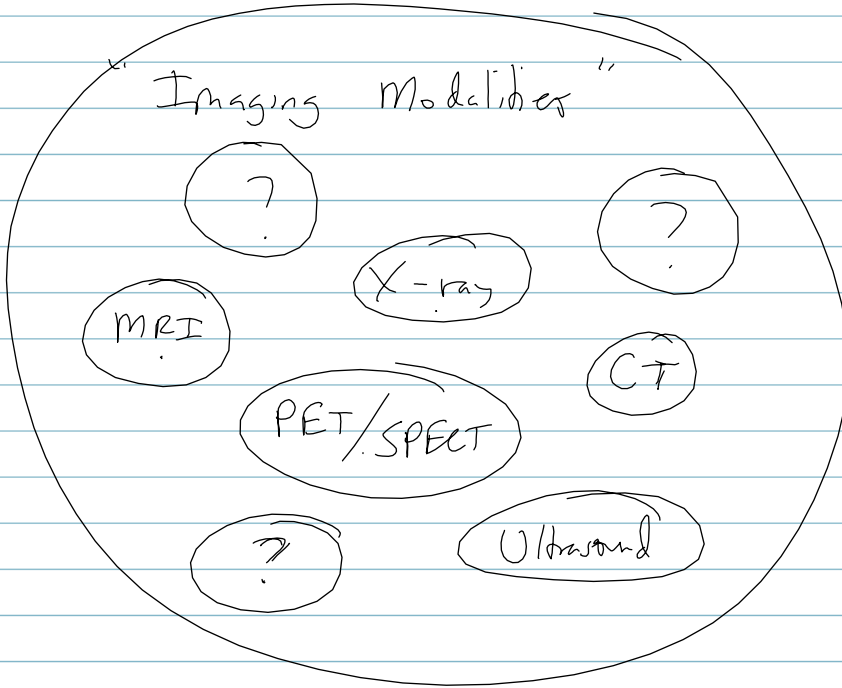 "Imaging Modalities"
?
?
X-ray
MRI
CT
PET/SPECT
Ultrasound
?